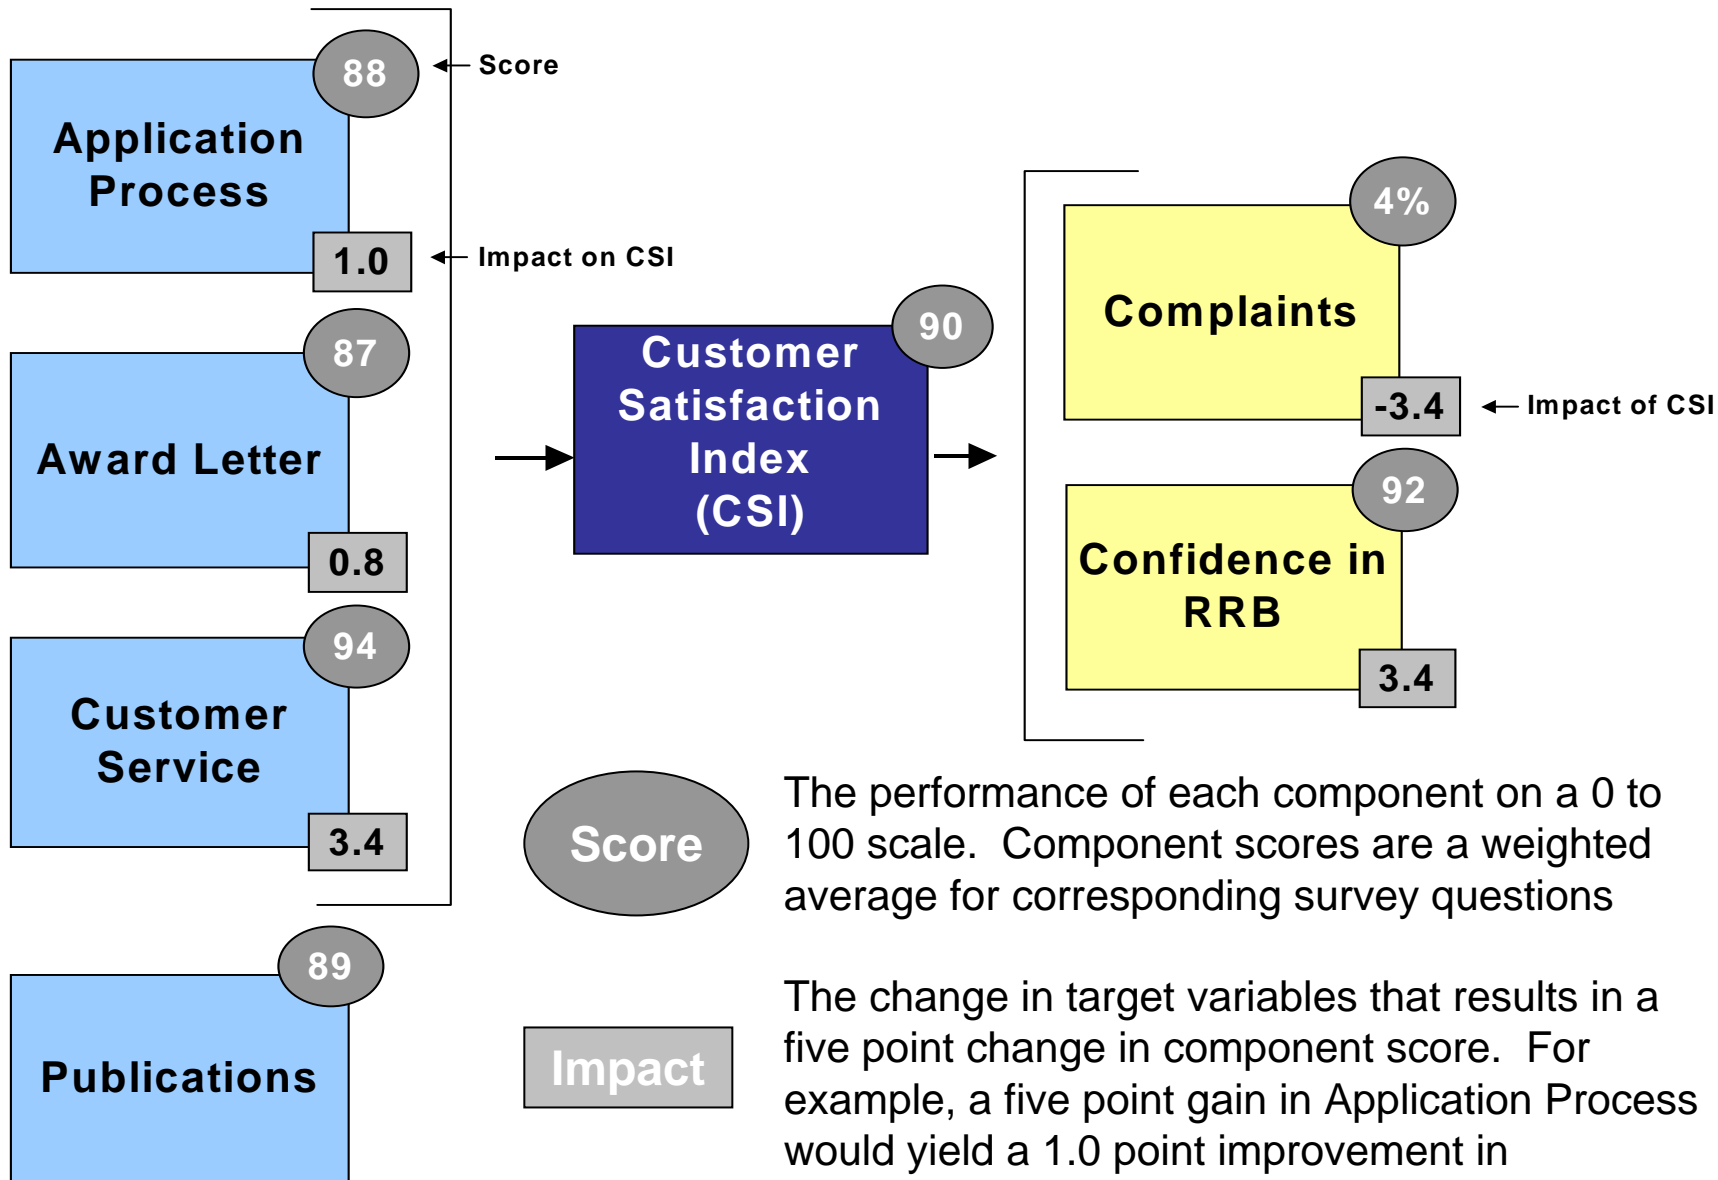 88
Score
Application
Process
1.0
Impact on CSI
87
Award Letter
0.8
94
Customer
Service
3.4
89
Publications
90
Customer
Satisfaction
Index
(CSI)
4%
Complaints
-3.4
Impact of CSI
92
Confidence in
RRB
3.4
Score
The performance of each component on a 0 to
100 scale.  Component scores are a weighted
average for corresponding survey questions
Impact
The change in target variables that results in a
five point change in component score.  For
example, a five point gain in Application Process
would yield a 1.0 point improvement in